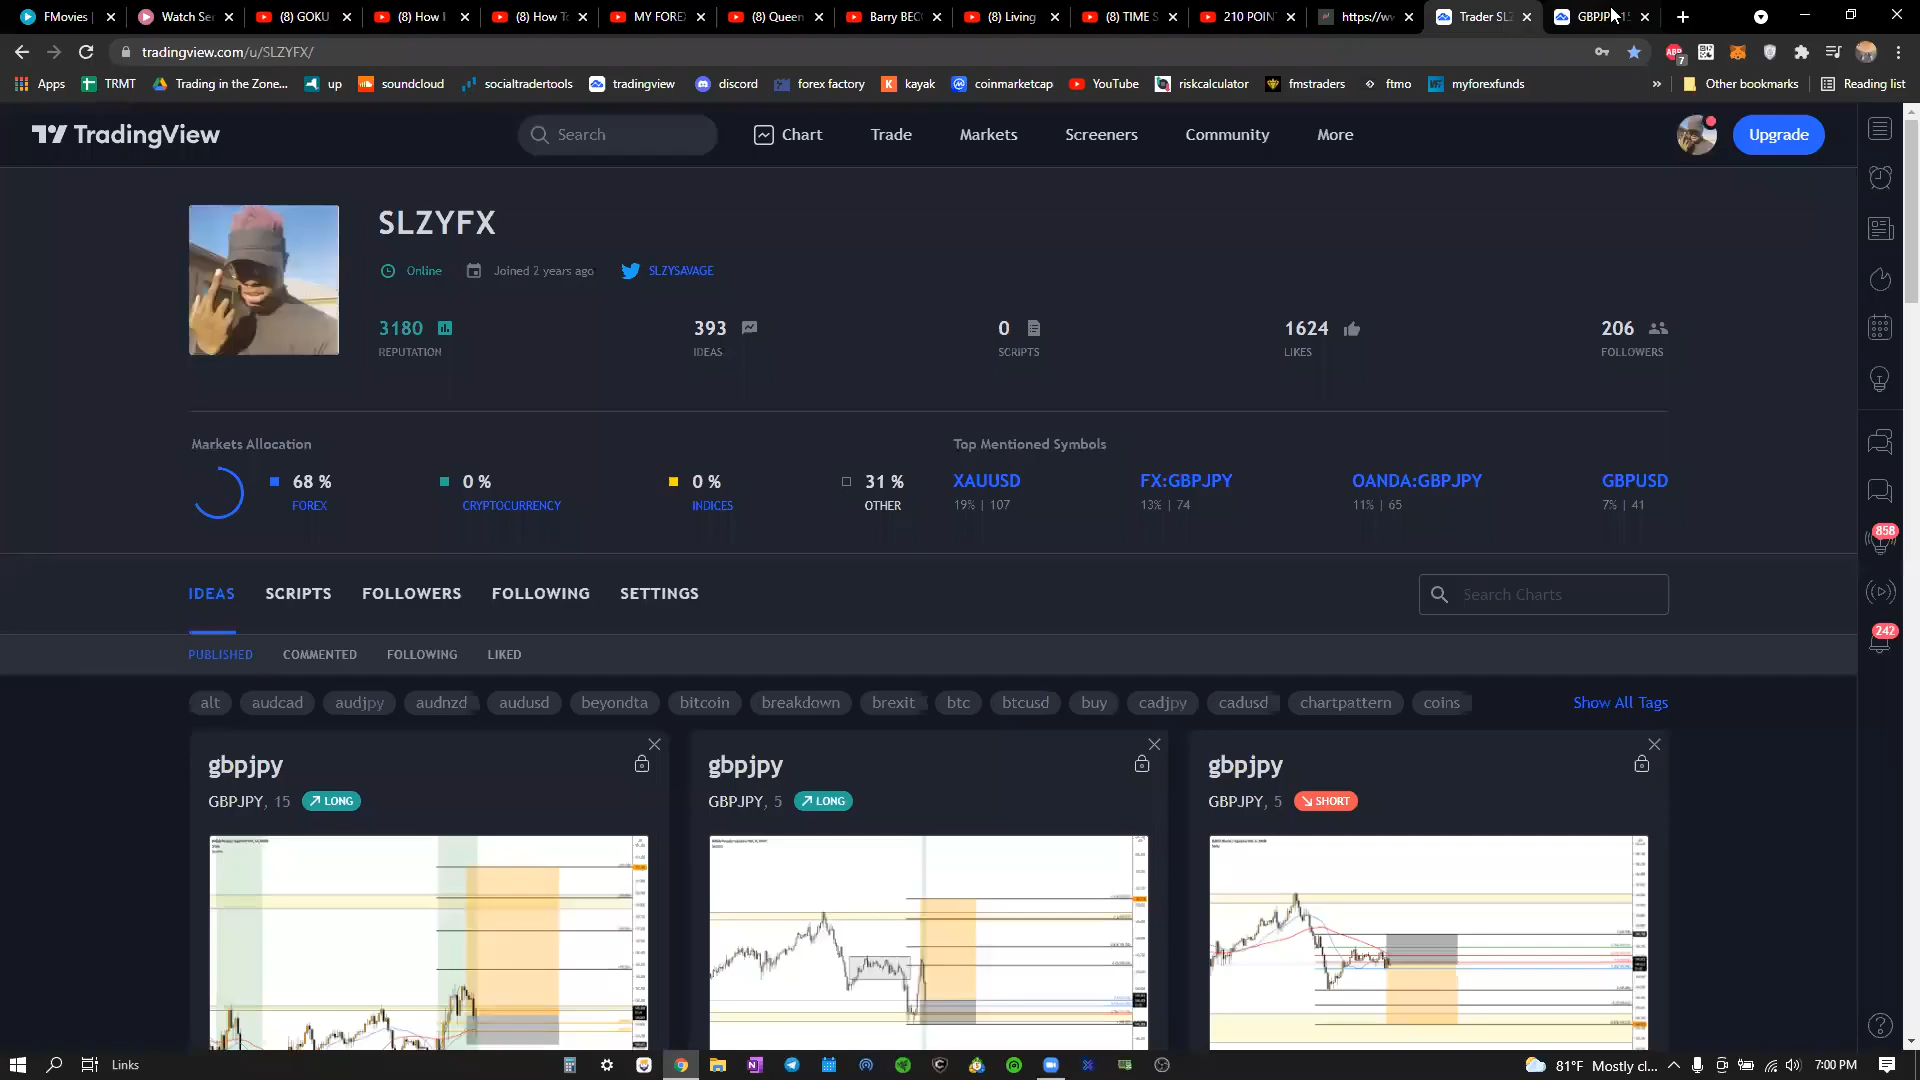 FMovies
Watch Se
(8) GOKU
(8) How I
(8) How To
MY FORE
(8) Queen
Barry BEC
(8) Living
(8) TIME S
210 POIN
https://w
Trader SL
GBPJP
tradingview.com/u/SLZYFX/
7
Apps
TRMT
Trading in the Zone...
up
soundcloud
socialtradertools
tradingview
discord
forex factory
kayak
coinmarketcap
YouTube
riskcalculator
fmstraders
ftmo
myforexfunds
»
Other bookmarks
Reading list
TradingView
Search
Chart
Trade
Markets
Screeners
Community
More
Upgrade
SLZYFX
Online
Joined 2 years ago
SLZYSAVAGE
3180
393
0
1624
206
REPUTATION
IDEAS
SCRIPTS
LIKES
FOLLOWERS
Markets Allocation
Top Mentioned Symbols
68 %
0 %
0 %
31 %
XAUUSD
FX:GBPJPY
OANDA:GBPJPY
GBPUSD
FOREX
CRYPTOCURRENCY
INDICES
OTHER
19% | 107
13% | 74
11% | 65
7% | 41
858
IDEAS
SCRIPTS
FOLLOWERS
FOLLOWING
SETTINGS
Search Charts
242
PUBLISHED
COMMENTED
FOLLOWING
LIKED
alt
audcad
audjpy
audnzd
audusd
beyondta
bitcoin
breakdown
brexit
btc
btcusd
buy
cadjpy
cadusd
chartpattern
coins
Show All Tags
gbpjpy
gbpjpy
gbpjpy
GBPJPY, 15
LONG
GBPJPY, 5
LONG
GBPJPY, 5
SHORT
Links
81°F Mostly cl...
7:00 PM